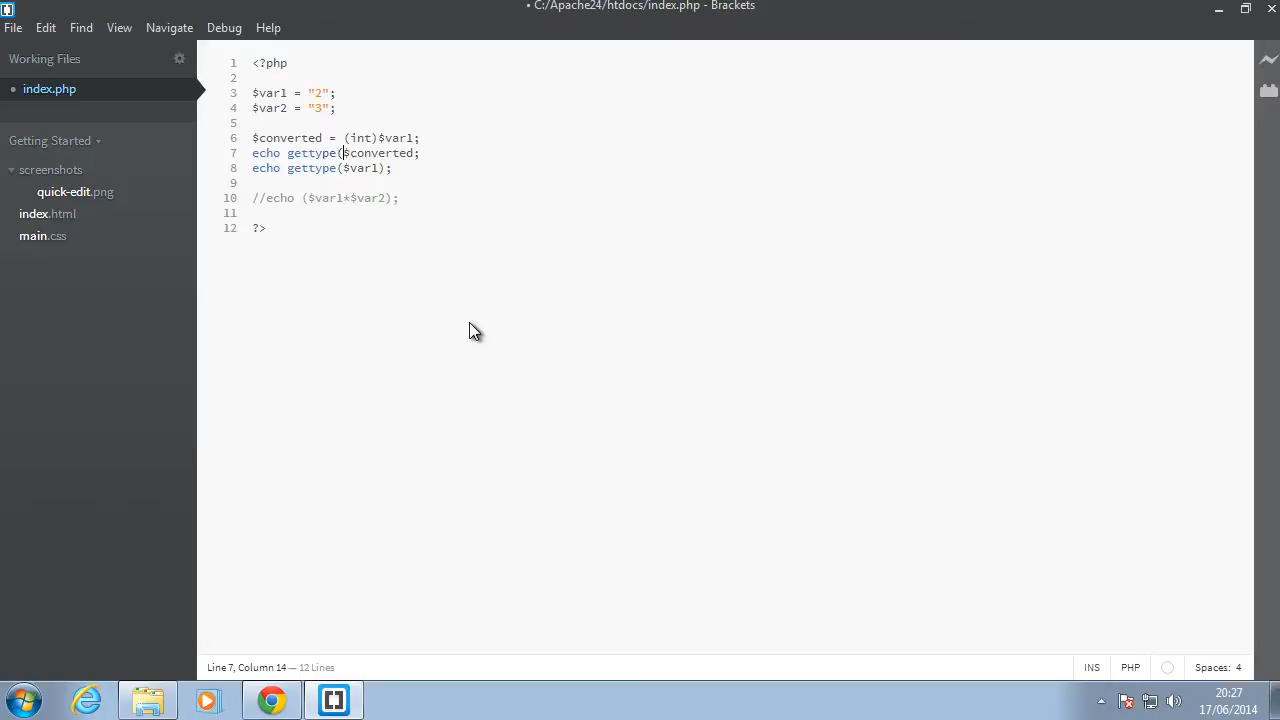 • C:/Apache24/htdocs/index.php - Brackets
File Edit Find View Navigate Debug Help
Working Files
• index.php
Getting Started
screenshots
quick-edit.png
index.html
main.css
1 <?php
2
3 $var1 = "2";
4 $var2 = "3";
5
6 $converted = (int)$var1;
7 echo gettype($converted;
8 echo gettype($var1);
9
10 //echo ($var1*$var2);
11
12 ?>
Line 7, Column 14 — 12 Lines
INS PHP Spaces: 4
20:27
17/06/2014